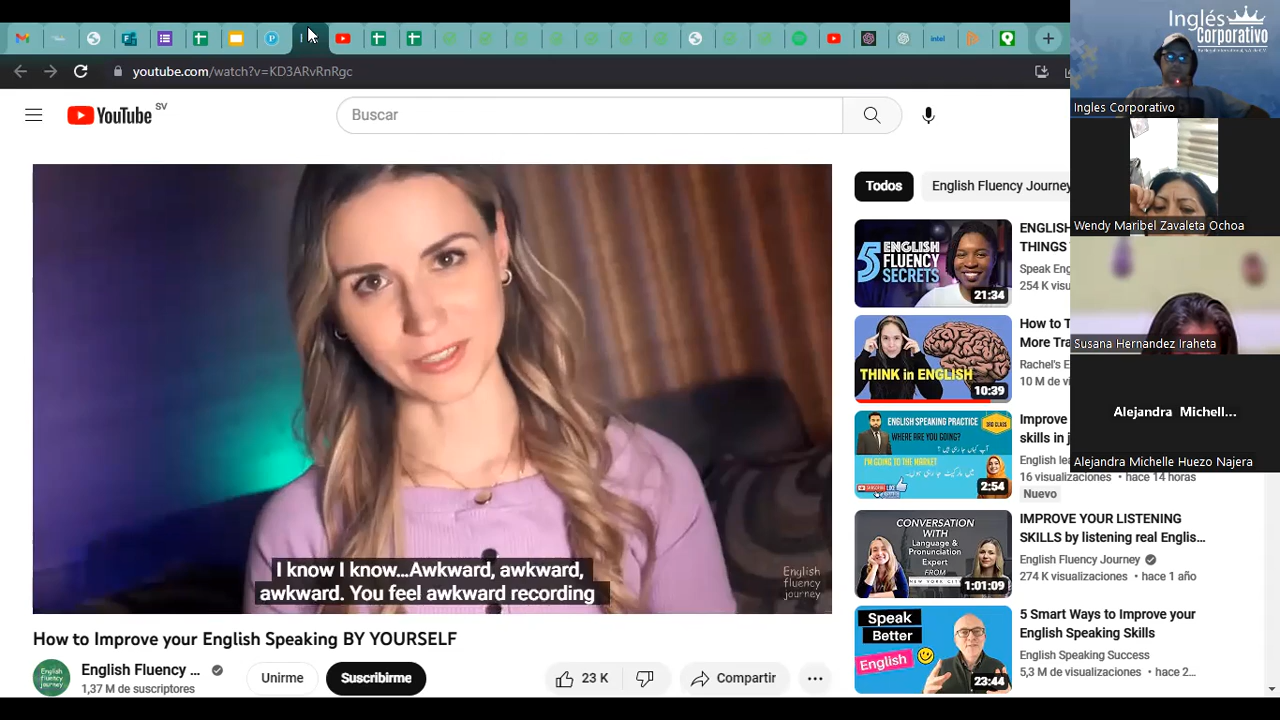 youtube.com/watch?v=KD3ARvRnRgc
YouTube SV
Buscar
I know I know...Awkward, awkward,
awkward. You feel awkward recording
English
fluency
journey
How to Improve your English Speaking BY YOURSELF
English Fluency ...
1,37 M de suscriptores
Unirme
Suscribirme
23 K
Compartir
Todos
English Fluency Journey
5 ENGLISH
FLUENCY
SECRETS
21:34
ENGLISH
THINGS
Speak Eng
254 K visu
THINK in ENGLISH
10:39
How to T
More Tra
Rachel's E
10 M de vi
ENGLISH SPEAKING PRACTICE
WHERE ARE YOU GOING?
I'M GOING TO THE MARKET
2:54
Improve
skills in j
English lea
16 visualizaciones • hace 14 horas
Nuevo
CONVERSATION
WITH
Language &
Pronunciation
Expert
FROM
NEW YORK CITY
1:01:09
IMPROVE YOUR LISTENING
SKILLS by listening real Englis...
English Fluency Journey
274 K visualizaciones • hace 1 año
Speak
Better
English
23:44
5 Smart Ways to Improve your
English Speaking Skills
English Speaking Success
5,3 M de visualizaciones • hace 2...
Inglés
Corporativo
Ingles Corporativo
Wendy Maribel Zavaleta Ochoa
Susana Hernandez Iraheta
Alejandra Michell...
Alejandra Michelle Huezo Najera